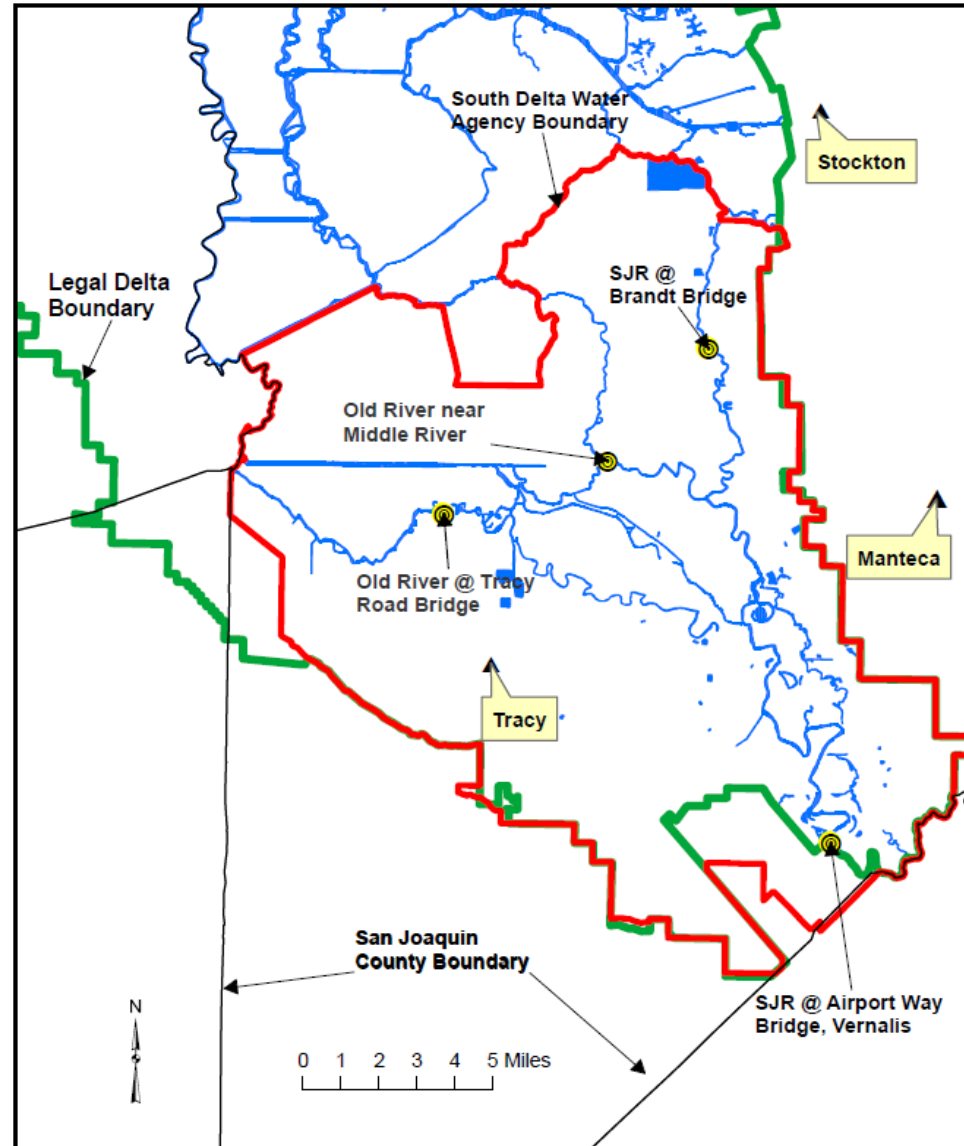 South Delta Water
Agency Boundary
Stockton
Legal Delta
Boundary
SJR @
Brandt Bridge
Old River near
Middle River
Manteca
Old River @ Tracy
Road Bridge
Tracy
San Joaquin
County Boundary
SJR @ Airport Way
Bridge, Vernalis
N
0 1 2 3 4 5 Miles